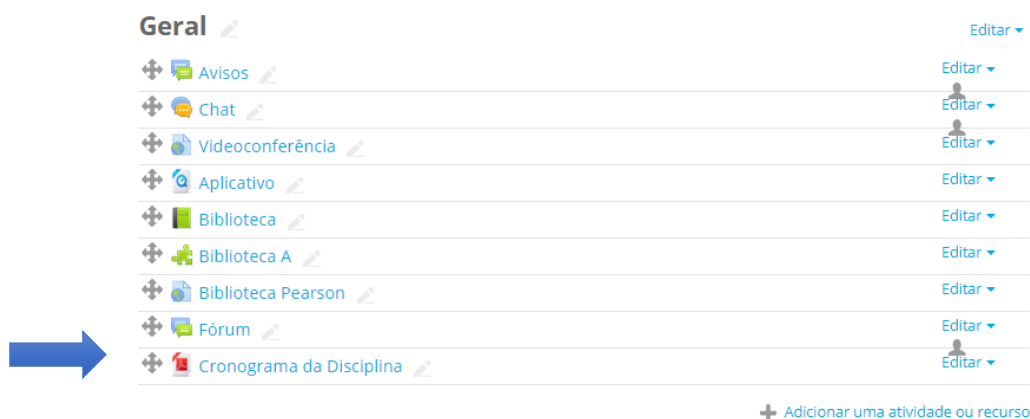 Geral Editar
Avisos Editar
Chat Editar
Videoconferência Editar
Aplicativo Editar
Biblioteca Editar
Biblioteca A Editar
Biblioteca Pearson Editar
Fórum Editar
Cronograma da Disciplina Editar
Adicionar uma atividade ou recurso